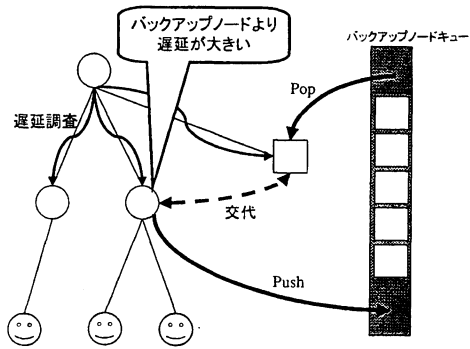 バックアップノードより
遅延が大きい
バックアップノードキュー
Pop
遅延調査
交代
Push